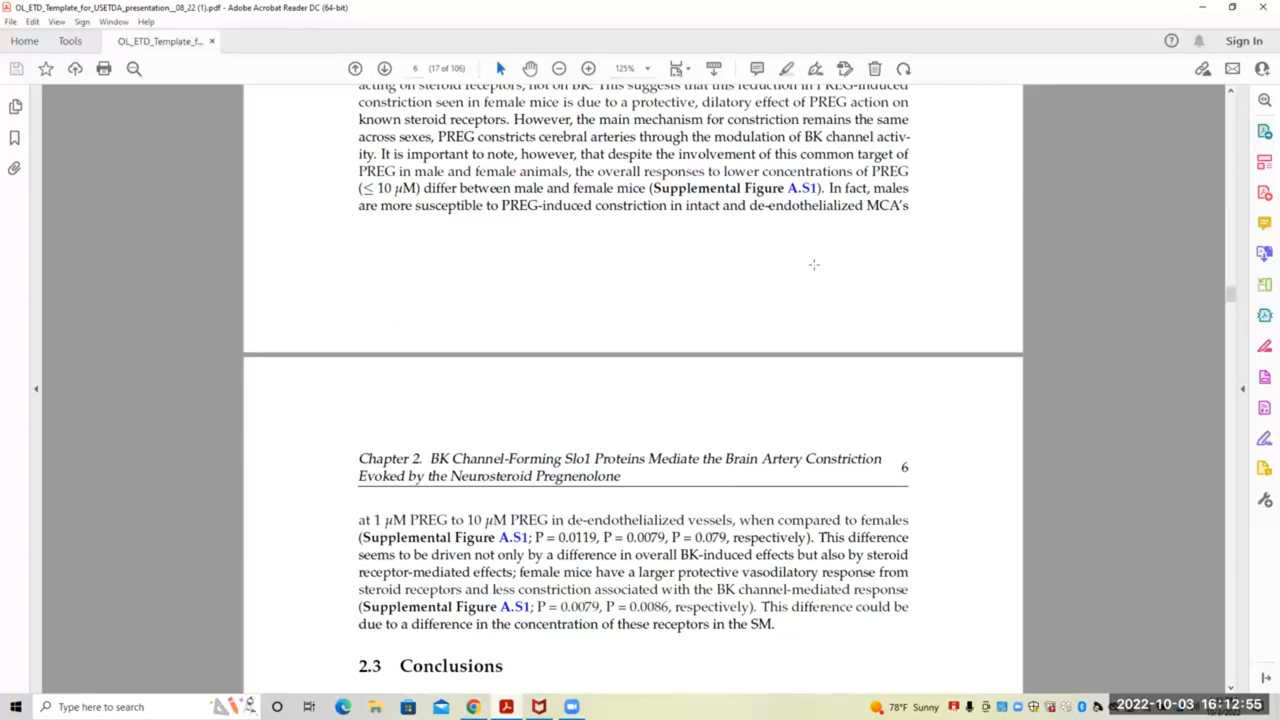 OL_ETD_Template_for_USETDA_presentation__08_22 (1).pdf - Adobe Acrobat Reader DC (64-bit)
File Edit View Sign Window Help
Home Tools OL_ETD_Template_f... × Sign In
6 (17 of 106) 125%
acting on steroid receptors, not on BK. This suggests that this reduction in PREG-induced
constriction seen in female mice is due to a protective, dilatory effect of PREG action on
known steroid receptors. However, the main mechanism for constriction remains the same
across sexes, PREG constricts cerebral arteries through the modulation of BK channel activ-
ity. It is important to note, however, that despite the involvement of this common target of
PREG in male and female animals, the overall responses to lower concentrations of PREG
(≤ 10 μM) differ between male and female mice (Supplemental Figure A.S1). In fact, males
are more susceptible to PREG-induced constriction in intact and de-endothelialized MCA's
Chapter 2. BK Channel-Forming Slo1 Proteins Mediate the Brain Artery Constriction
Evoked by the Neurosteroid Pregnenolone
6
at 1 μM PREG to 10 μM PREG in de-endothelialized vessels, when compared to females
(Supplemental Figure A.S1; P = 0.0119, P = 0.0079, P = 0.079, respectively). This difference
seems to be driven not only by a difference in overall BK-induced effects but also by steroid
receptor-mediated effects; female mice have a larger protective vasodilatory response from
steroid receptors and less constriction associated with the BK channel-mediated response
(Supplemental Figure A.S1; P = 0.0079, P = 0.0086, respectively). This difference could be
due to a difference in the concentration of these receptors in the SM.
2.3 Conclusions
Type here to search
78°F Sunny
2022-10-03 16:12:55